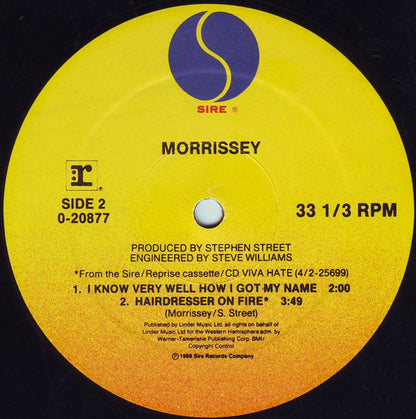 SIRE ®
MORRISSEY
r ®
SIDE 2
0-20877
33 1/3 RPM
PRODUCED BY STEPHEN STREET
ENGINEERED BY STEVE WILLIAMS
*From the Sire/Reprise cassette/CD VIVA HATE (4/2-25699)
1. I KNOW VERY WELL HOW I GOT MY NAME 2:00
2. HAIRDRESSER ON FIRE* 3:49
(Morrissey/S. Street)
Published by Linder Music Ltd, all rights on behalf of
Linder Music Ltd for the Western Hemisphere adm. by
Warner-Tamerlane Publishing Corp. BMI/
Copyright Control
℗ 1988 Sire Records Company